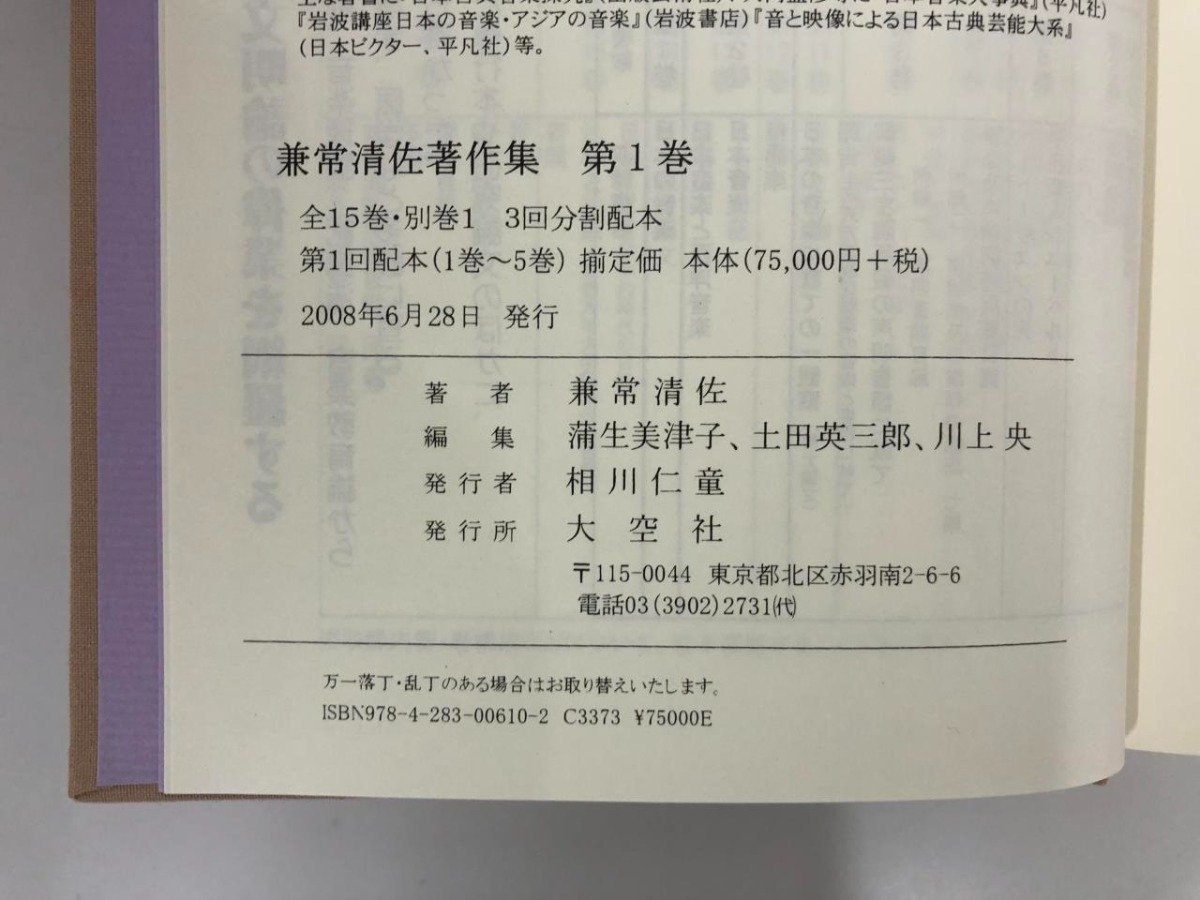 『岩波講座日本の音楽・アジアの音楽』(岩波書店)『音と映像による日本古典芸能大系』
(日本ビクター、平凡社)等。
兼常清佐著作集 第1巻
全15巻・別巻1 3回分割配本
第1回配本(1巻～5巻) 揃定価 本体(75,000円＋税)
2008年6月28日 発行
著者 兼常清佐
編集 蒲生美津子、土田英三郎、川上央
発行者 相川仁童
発行所 大空社
〒115-0044 東京都北区赤羽南2-6-6
電話03(3902)2731㈹
万一落丁・乱丁のある場合はお取り替えいたします。
ISBN978-4-283-00610-2 C3373 ¥75000E